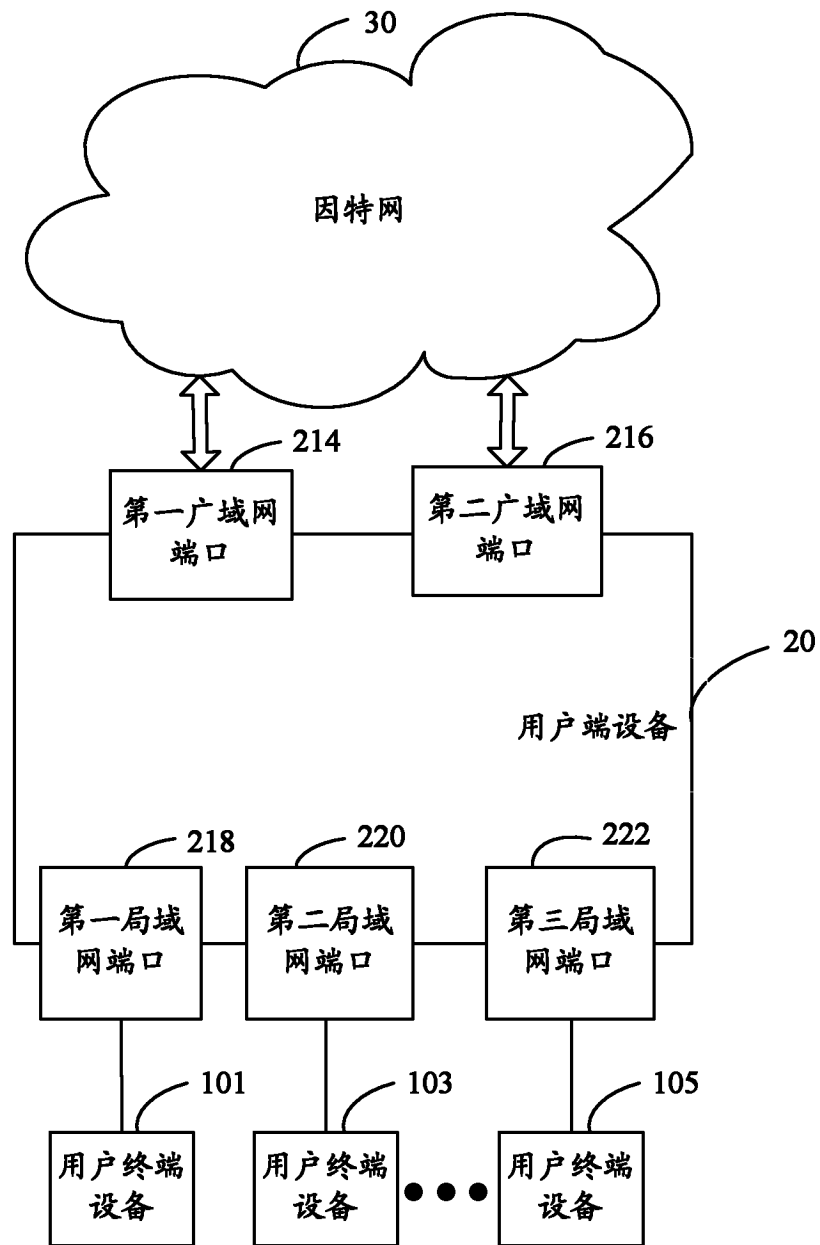 30
因特网
214
216
第一广域网
端口
第二广域网
端口
20
用户端设备
218
220
222
第一局域
网端口
第二局域
网端口
第三局域
网端口
101
103
105
用户终端
设备
用户终端
设备
用户终端
设备